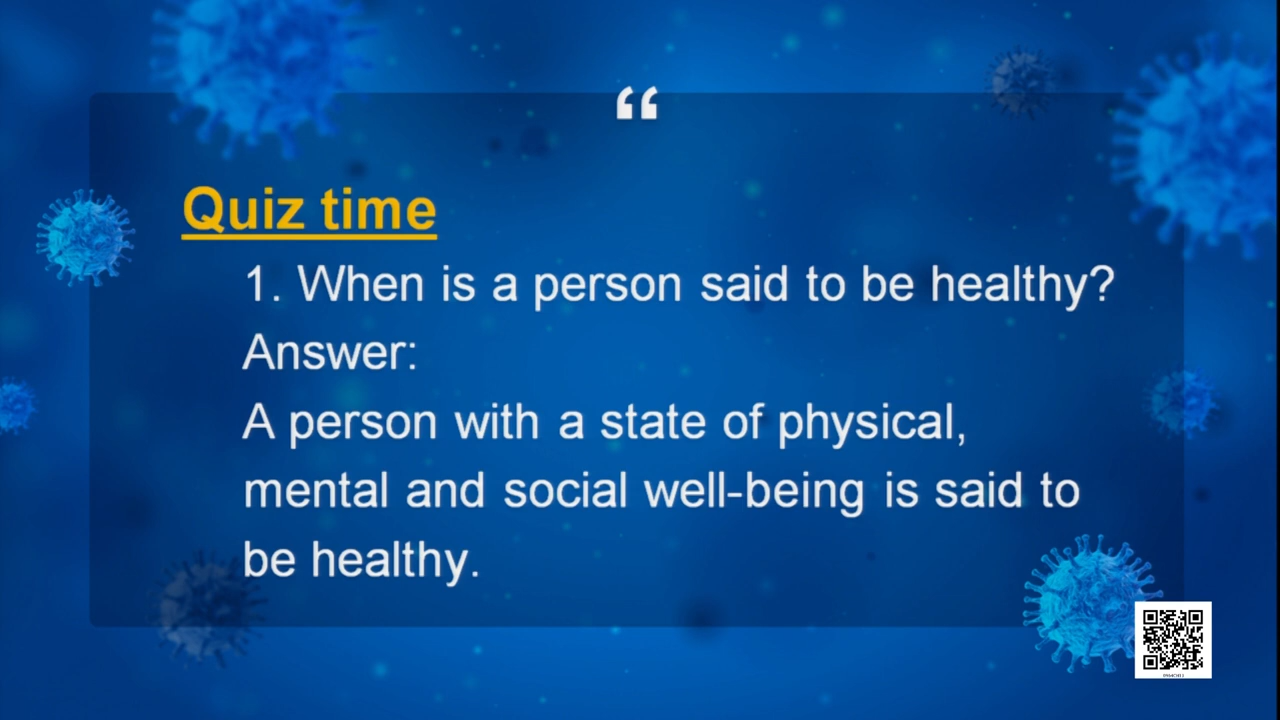 “
Quiz time
1. When is a person said to be healthy?
Answer:
A person with a state of physical,
mental and social well-being is said to
be healthy.